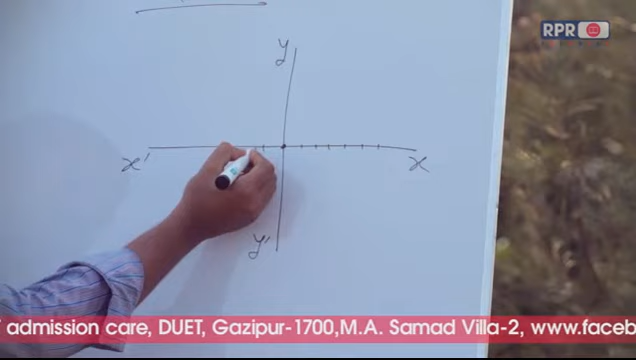 RPR
y
x'
x
y'
admission care, DUET, Gazipur-1700,M.A. Samad Villa-2, www.faceb